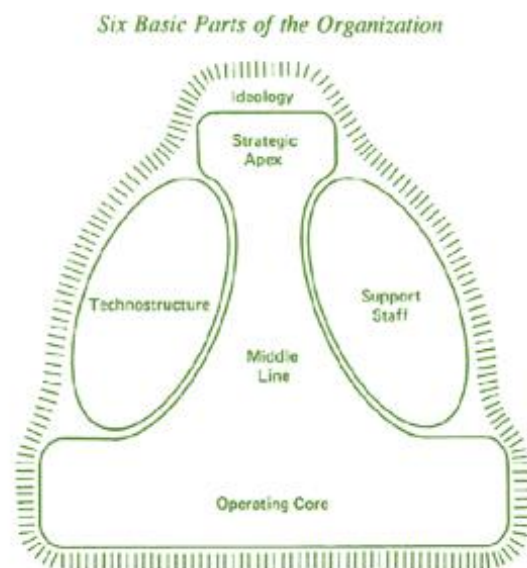 Six Basic Parts of the Organization
Ideology
Strategic
Apex
Technostructure
Support
Staff
Middle
Line
Operating Core